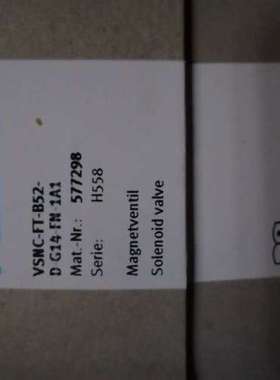 VSNC-FT-B52-
D-G14-FN-1A1
Mat.-Nr.: 577298
Serie: H558
Magnetventil
Solenoid valve